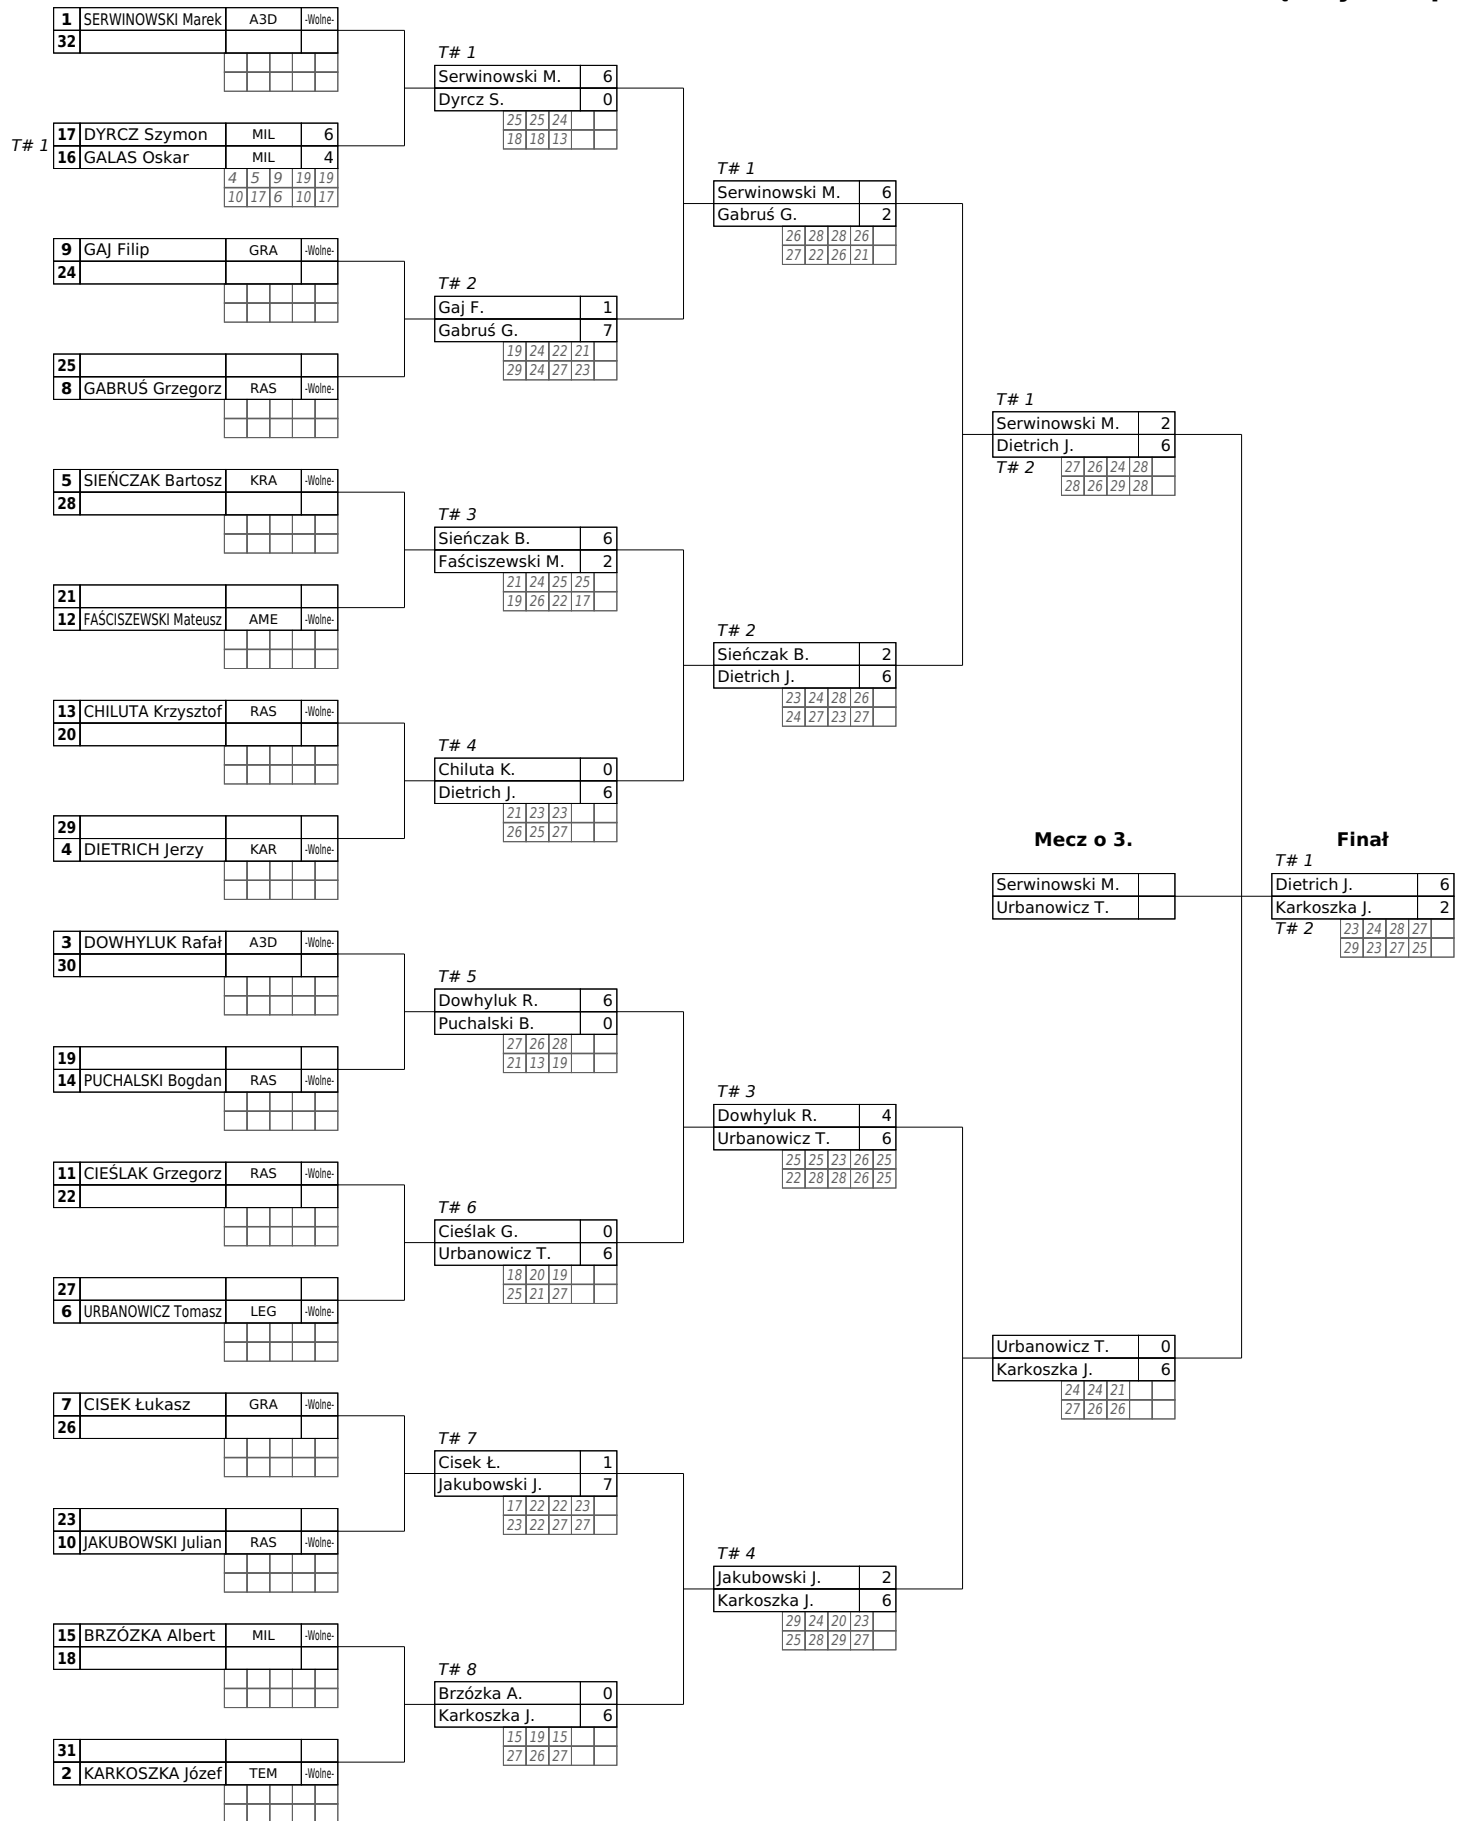 1 SERWINOWSKI Marek A3D -Wolne-
32
T# 1
Serwinowski M. 6
Dyrcz S. 0
25 25 24
18 18 13
T# 1
17 DYRCZ Szymon MIL 6
16 GALAS Oskar MIL 4
4 5 9 19 19
10 17 6 10 17
T# 1
Serwinowski M. 6
Gabruś G. 2
26 28 28 26
27 22 26 21
9 GAJ Filip GRA -Wolne-
24
T# 2
Gaj F. 1
Gabruś G. 7
19 24 22 21
29 24 27 23
25
8 GABRUŚ Grzegorz RAS -Wolne-
T# 1
Serwinowski M. 2
Dietrich J. 6
T# 2
27 26 24 28
28 26 29 28
5 SIEŃCZAK Bartosz KRA -Wolne-
28
T# 3
Sieńczak B. 6
Faściszewski M. 2
21 24 25 25
19 26 22 17
21
12 FAŚCISZEWSKI Mateusz AME -Wolne-
T# 2
Sieńczak B. 2
Dietrich J. 6
23 24 28 26
24 27 23 27
13 CHILUTA Krzysztof RAS -Wolne-
20
T# 4
Chiluta K. 0
Dietrich J. 6
21 23 23
26 25 27
29
4 DIETRICH Jerzy KAR -Wolne-
Mecz o 3.
Serwinowski M.
Urbanowicz T.
Finał
T# 1
Dietrich J. 6
Karkoszka J. 2
T# 2
23 24 28 27
29 23 27 25
3 DOWHYLUK Rafał A3D -Wolne-
30
T# 5
Dowhyluk R. 6
Puchalski B. 0
27 26 28
21 13 19
19
14 PUCHALSKI Bogdan RAS -Wolne-
T# 3
Dowhyluk R. 4
Urbanowicz T. 6
25 25 23 26 25
22 28 28 26 25
11 CIEŚLAK Grzegorz RAS -Wolne-
22
T# 6
Cieślak G. 0
Urbanowicz T. 6
18 20 19
25 21 27
27
6 URBANOWICZ Tomasz LEG -Wolne-
Urbanowicz T. 0
Karkoszka J. 6
24 24 21
27 26 26
7 CISEK Łukasz GRA -Wolne-
26
T# 7
Cisek Ł. 1
Jakubowski J. 7
17 22 22 23
23 22 27 27
23
10 JAKUBOWSKI Julian RAS -Wolne-
T# 4
Jakubowski J. 2
Karkoszka J. 6
29 24 20 23
25 28 29 27
15 BRZÓZKA Albert MIL -Wolne-
18
T# 8
Brzózka A. 0
Karkoszka J. 6
15 19 15
27 26 27
31
2 KARKOSZKA Józef TEM -Wolne-